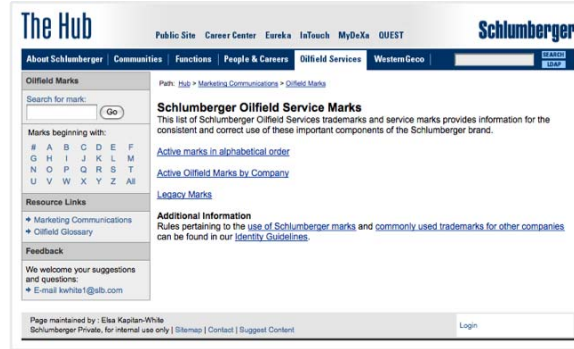 The Hub
Public Site Career Center Eureka InTouch MyDeXa QUEST
Schlumberger
About Schlumberger | Communities | Functions | People & Careers | Oilfield Services | WesternGeco |
SEARCH
LDAP
Oilfield Marks
Search for mark:
Go
Marks beginning with:
# A B C D E F
G H I J K L M
N O P Q R S T
U V W X Y Z All
Resource Links
Marketing Communications
Oilfield Glossary
Feedback
We welcome your suggestions
and questions:
E-mail kwhite1@slb.com
Path: Hub > Marketing Communications > Oilfield Marks
Schlumberger Oilfield Service Marks
This list of Schlumberger Oilfield Services trademarks and service marks provides information for the
consistent and correct use of these important components of the Schlumberger brand.
Active marks in alphabetical order
Active Oilfield Marks by Company
Legacy Marks
Additional Information
Rules pertaining to the use of Schlumberger marks and commonly used trademarks for other companies
can be found in our Identity Guidelines.
Page maintained by : Elsa Kapitan-White
Schlumberger Private, for internal use only | Sitemap | Contact | Suggest Content
Login